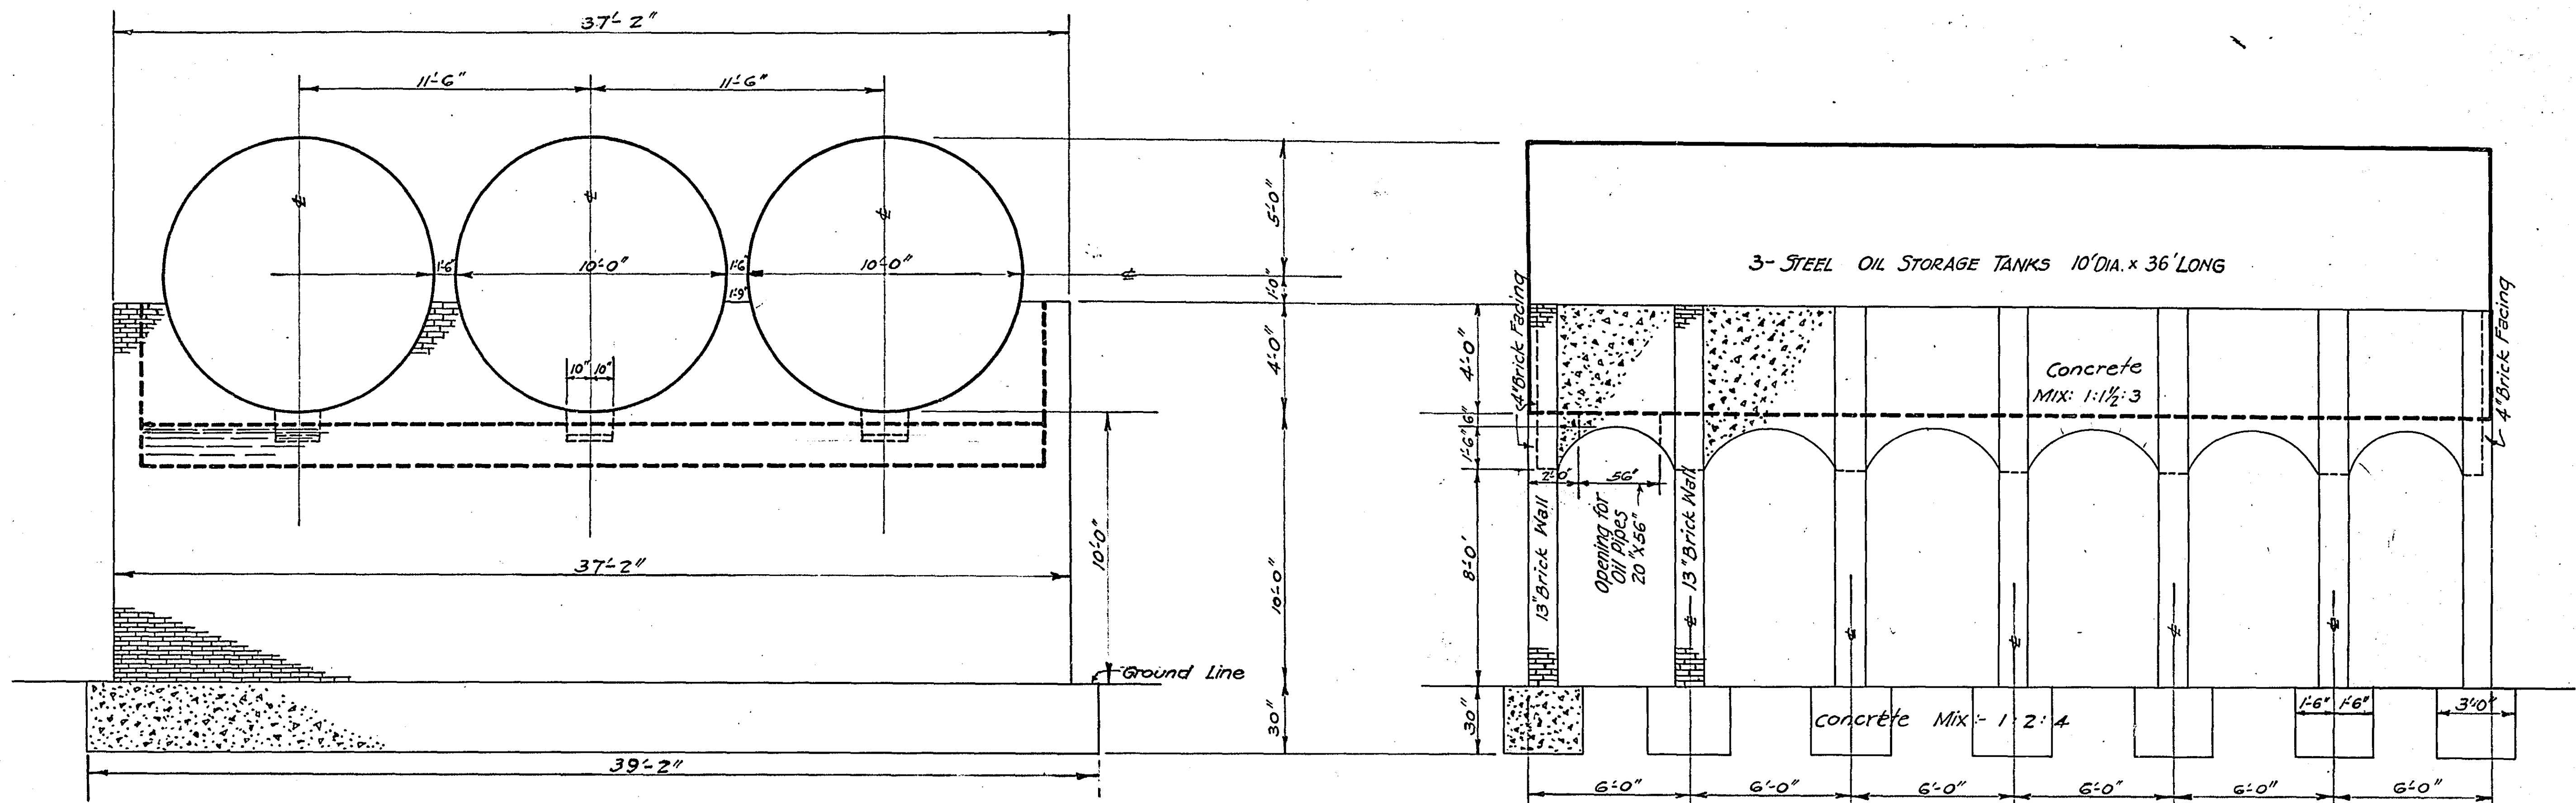 37'-2"
11'-6" 11'-6"
1'-6" 10'-0" 1'-6" 10'-0"
1'-9"
10" 10"
37'-2"
10'-0"
Ground Line
39'-2"
5'-0"
1'-0"
4'-0"
10'-0"
30"
3- STEEL OIL STORAGE TANKS 10' DIA. x 36' LONG
4" Brick Facing
4" Brick Facing
4'-0"
6"
1'-6"
8'-0'
30"
Concrete
MIX: 1:1½:3
2'-0" 56"
13" Brick Wall
Opening for
Oil Pipes
20"X56"
13" Brick Wall
Concrete Mix:- 1:2:4
1'-6" 1'-6" 3'-0"
6'-0" 6'-0" 6'-0" 6'-0" 6'-0" 6'-0"